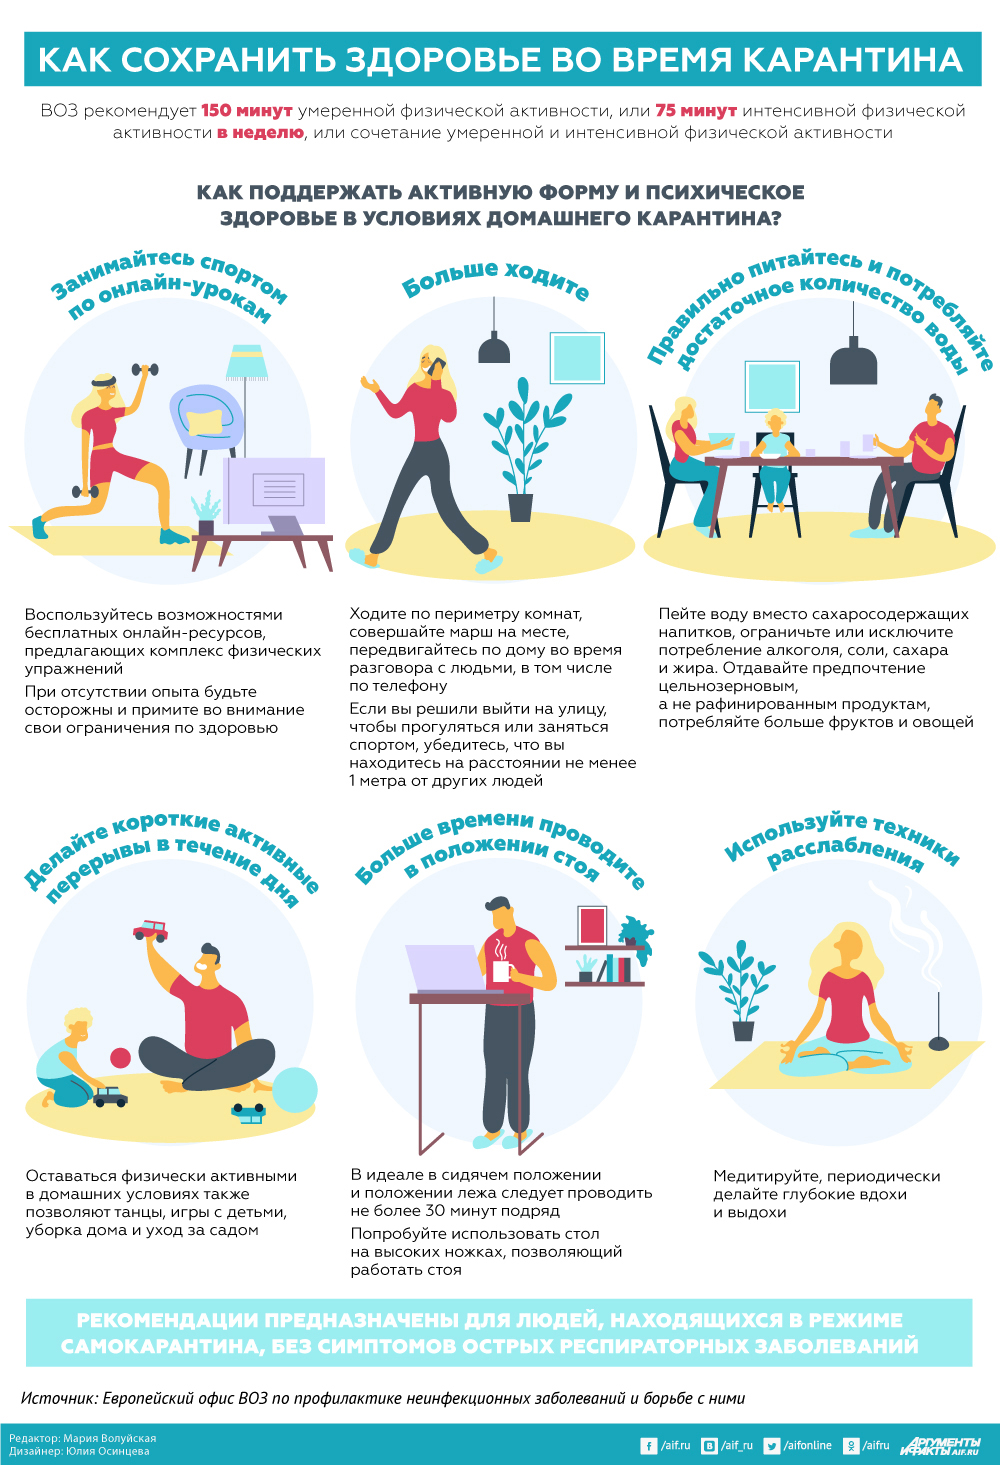 КАК СОХРАНИТЬ ЗДОРОВЬЕ ВО ВРЕМЯ КАРАНТИНА
ВОЗ рекомендует 150 минут умеренной физической активности, или 75 минут интенсивной физической
активности в неделю, или сочетание умеренной и интенсивной физической активности
КАК ПОДДЕРЖАТЬ АКТИВНУЮ ФОРМУ И ПСИХИЧЕСКОЕ
ЗДОРОВЬЕ В УСЛОВИЯХ ДОМАШНЕГО КАРАНТИНА?
Занимайтесь спортом
по онлайн-урокам
Воспользуйтесь возможностями
бесплатных онлайн-ресурсов,
предлагающих комплекс физических
упражнений
При отсутствии опыта будьте
осторожны и примите во внимание
свои ограничения по здоровью
Больше ходите
Ходите по периметру комнат,
совершайте марш на месте,
передвигайтесь по дому во время
разговора с людьми, в том числе
по телефону
Если вы решили выйти на улицу,
чтобы прогуляться или заняться
спортом, убедитесь, что вы
находитесь на расстоянии не менее
1 метра от других людей
Правильно питайтесь и потребляйте
достаточное количество воды
Пейте воду вместо сахаросодержащих
напитков, ограничьте или исключите
потребление алкоголя, соли, сахара
и жира. Отдавайте предпочтение
цельнозерновым,
а не рафинированным продуктам,
потребляйте больше фруктов и овощей
Делайте короткие активные
перерывы в течение дня
Оставаться физически активными
в домашних условиях также
позволяют танцы, игры с детьми,
уборка дома и уход за садом
Больше времени проводите
в положении стоя
В идеале в сидячем положении
и положении лежа следует проводить
не более 30 минут подряд
Попробуйте использовать стол
на высоких ножках, позволяющий
работать стоя
Используйте техники
расслабления
Медитируйте, периодически
делайте глубокие вдохи
и выдохи
РЕКОМЕНДАЦИИ ПРЕДНАЗНАЧЕНЫ ДЛЯ ЛЮДЕЙ, НАХОДЯЩИХСЯ В РЕЖИМЕ
САМОКАРАНТИНА, БЕЗ СИМПТОМОВ ОСТРЫХ РЕСПИРАТОРНЫХ ЗАБОЛЕВАНИЙ
Источник: Европейский офис ВОЗ по профилактике неинфекционных заболеваний и борьбе с ними
Редактор: Мария Волуйская
Дизайнер: Юлия Осинцева
/aif.ru /aif_ru /aifonline /aifru
АРГУМЕНТЫ
И ФАКТЫ AIF.RU